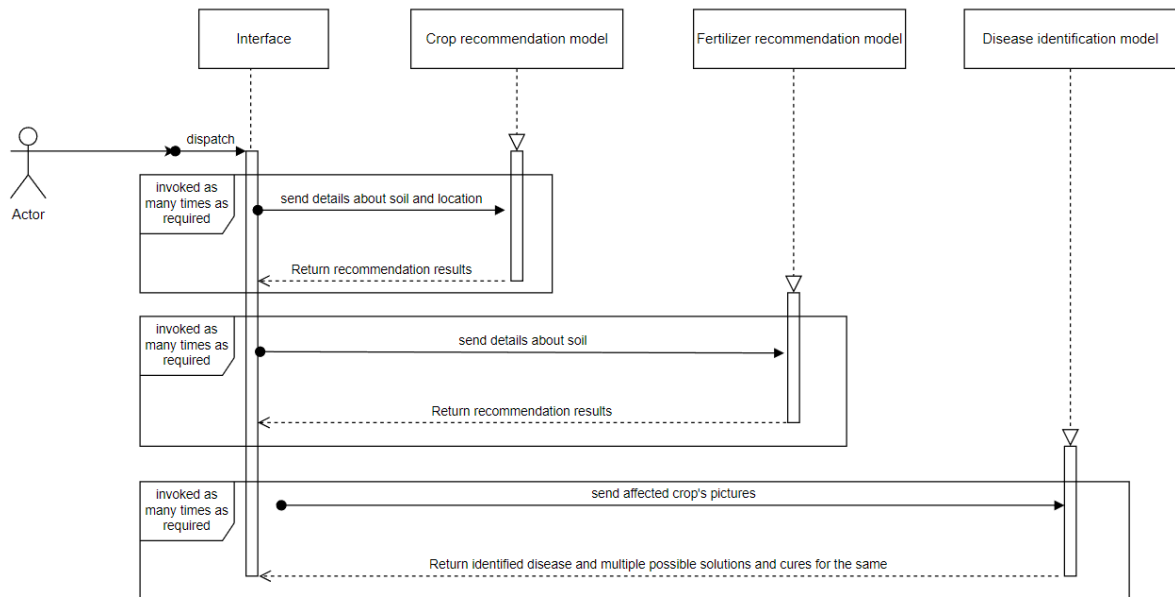 Interface
Crop recommendation model
Fertilizer recommendation model
Disease identification model
dispatch
Actor
invoked as
many times as
required
send details about soil and location
Return recommendation results
invoked as
many times as
required
send details about soil
Return recommendation results
invoked as
many times as
required
send affected crop's pictures
Return identified disease and multiple possible solutions and cures for the same